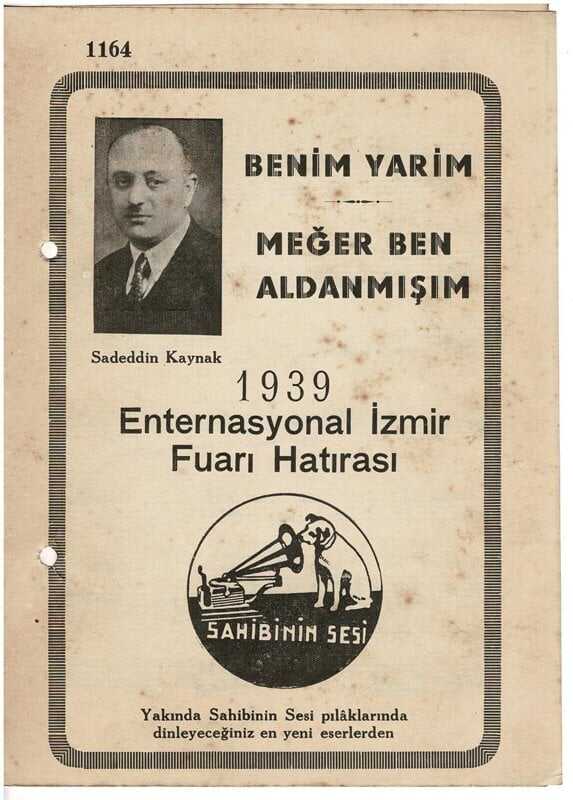 1164
BENİM YARİM
MEĞER BEN
ALDANMIŞIM
Sadeddin Kaynak
1939
Enternasyonal İzmir
Fuarı Hatırası
SAHİBİNİN SESİ
Yakında Sahibinin Sesi pılâklarında
dinleyeceğiniz en yeni eserlerden